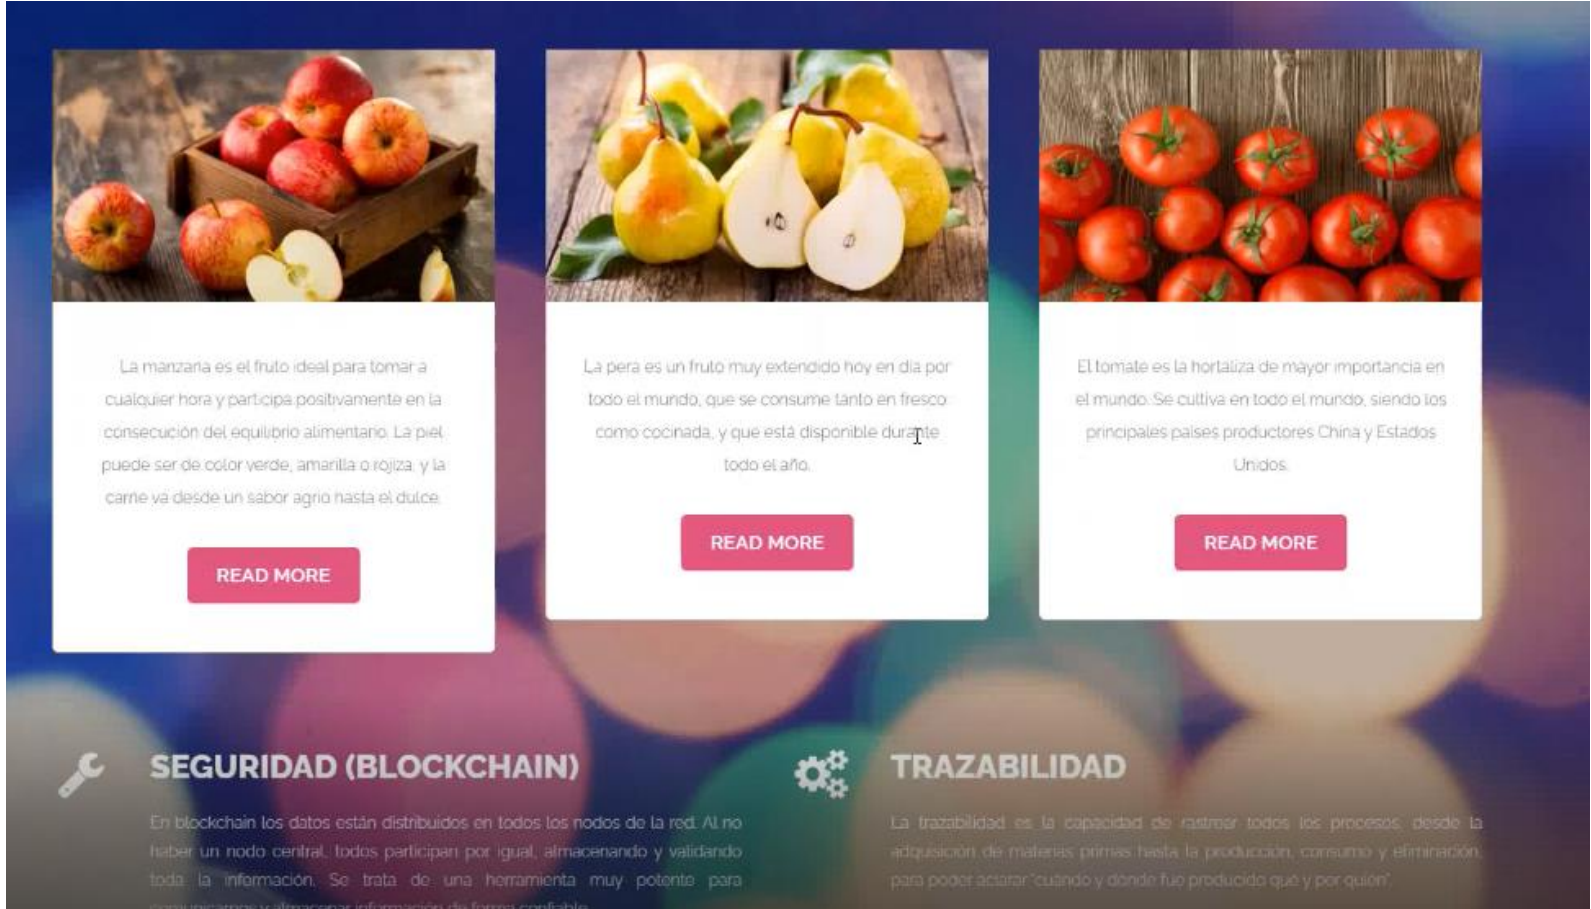 La manzana es el fruto ideal para tomar a
cualquier hora y participa positivamente en la
consecución del equilibrio alimentario. La piel
puede ser de color verde, amarilla o rojiza, y la
carne va desde un sabor agrio hasta el dulce.
READ MORE
La pera es un fruto muy extendido hoy en día por
todo el mundo, que se consume tanto en fresco
como cocinada, y que está disponible durante
todo el año.
READ MORE
El tomate es la hortaliza de mayor importancia en
el mundo. Se cultiva en todo el mundo, siendo los
principales países productores China y Estados
Unidos.
READ MORE
SEGURIDAD (BLOCKCHAIN)
En blockchain los datos están distribuidos en todos los nodos de la red. Al no
haber un nodo central, todos participan por igual, almacenando y validando
toda la información. Se trata de una herramienta muy potente para
comunicarnos y almacenar información de forma confiable.
TRAZABILIDAD
La trazabilidad es la capacidad de rastrear todos los procesos, desde la
adquisición de materias primas hasta la producción, consumo y eliminación,
para poder aclarar "cuándo y dónde fue producido qué y por quién".